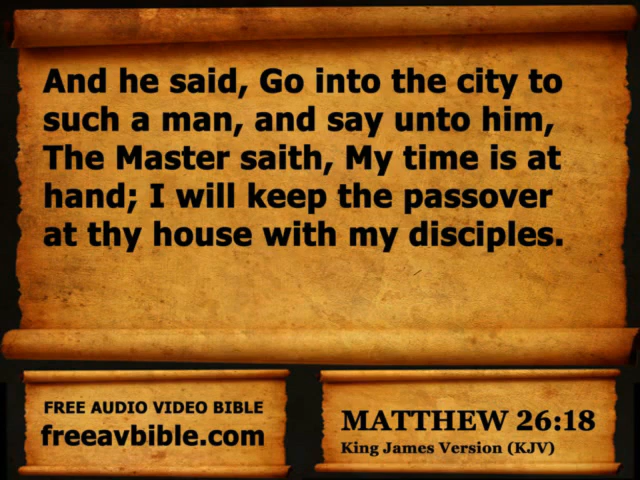 And he said, Go into the city to
such a man, and say unto him,
The Master saith, My time is at
hand; I will keep the passover
at thy house with my disciples.
FREE AUDIO VIDEO BIBLE
freeavbible.com
MATTHEW 26:18
King James Version (KJV)